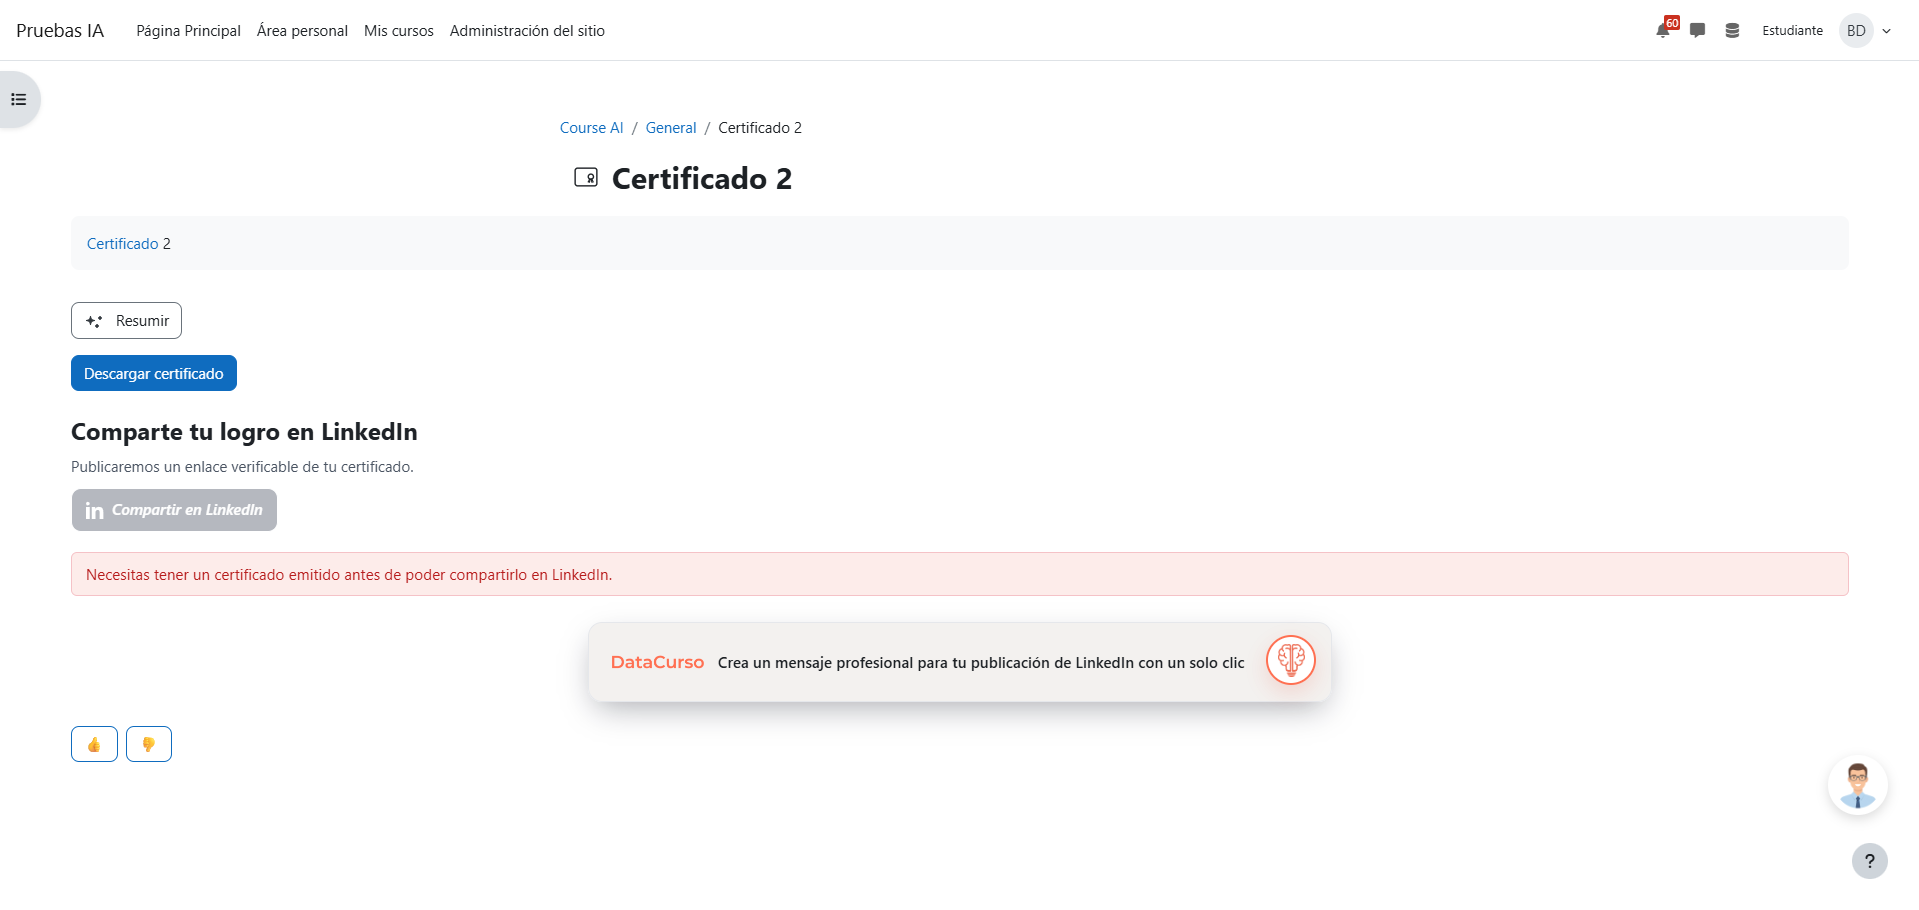 Pruebas IA
Página Principal
Área personal
Mis cursos
Administración del sitio
60
Estudiante
BD
Course AI / General / Certificado 2
Certificado 2
Certificado 2
Resumir
Descargar certificado
Comparte tu logro en LinkedIn
Publicaremos un enlace verificable de tu certificado.
in Compartir en LinkedIn
Necesitas tener un certificado emitido antes de poder compartirlo en LinkedIn.
DataCurso Crea un mensaje profesional para tu publicación de LinkedIn con un solo clic
?